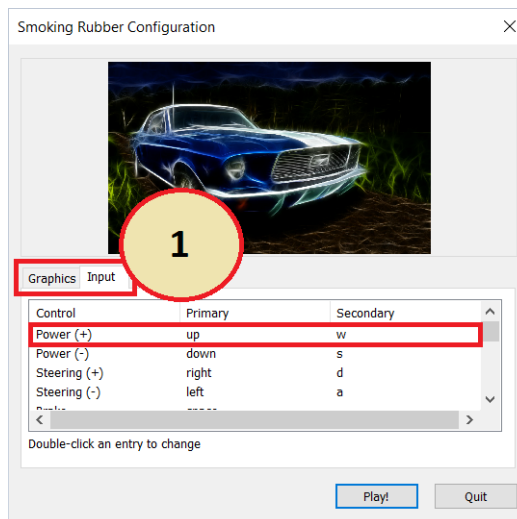 Smoking Rubber Configuration
1
Graphics Input
Control Primary Secondary
Power (+) up w
Power (-) down s
Steering (+) right d
Steering (-) left a
Double-click an entry to change
Play! Quit